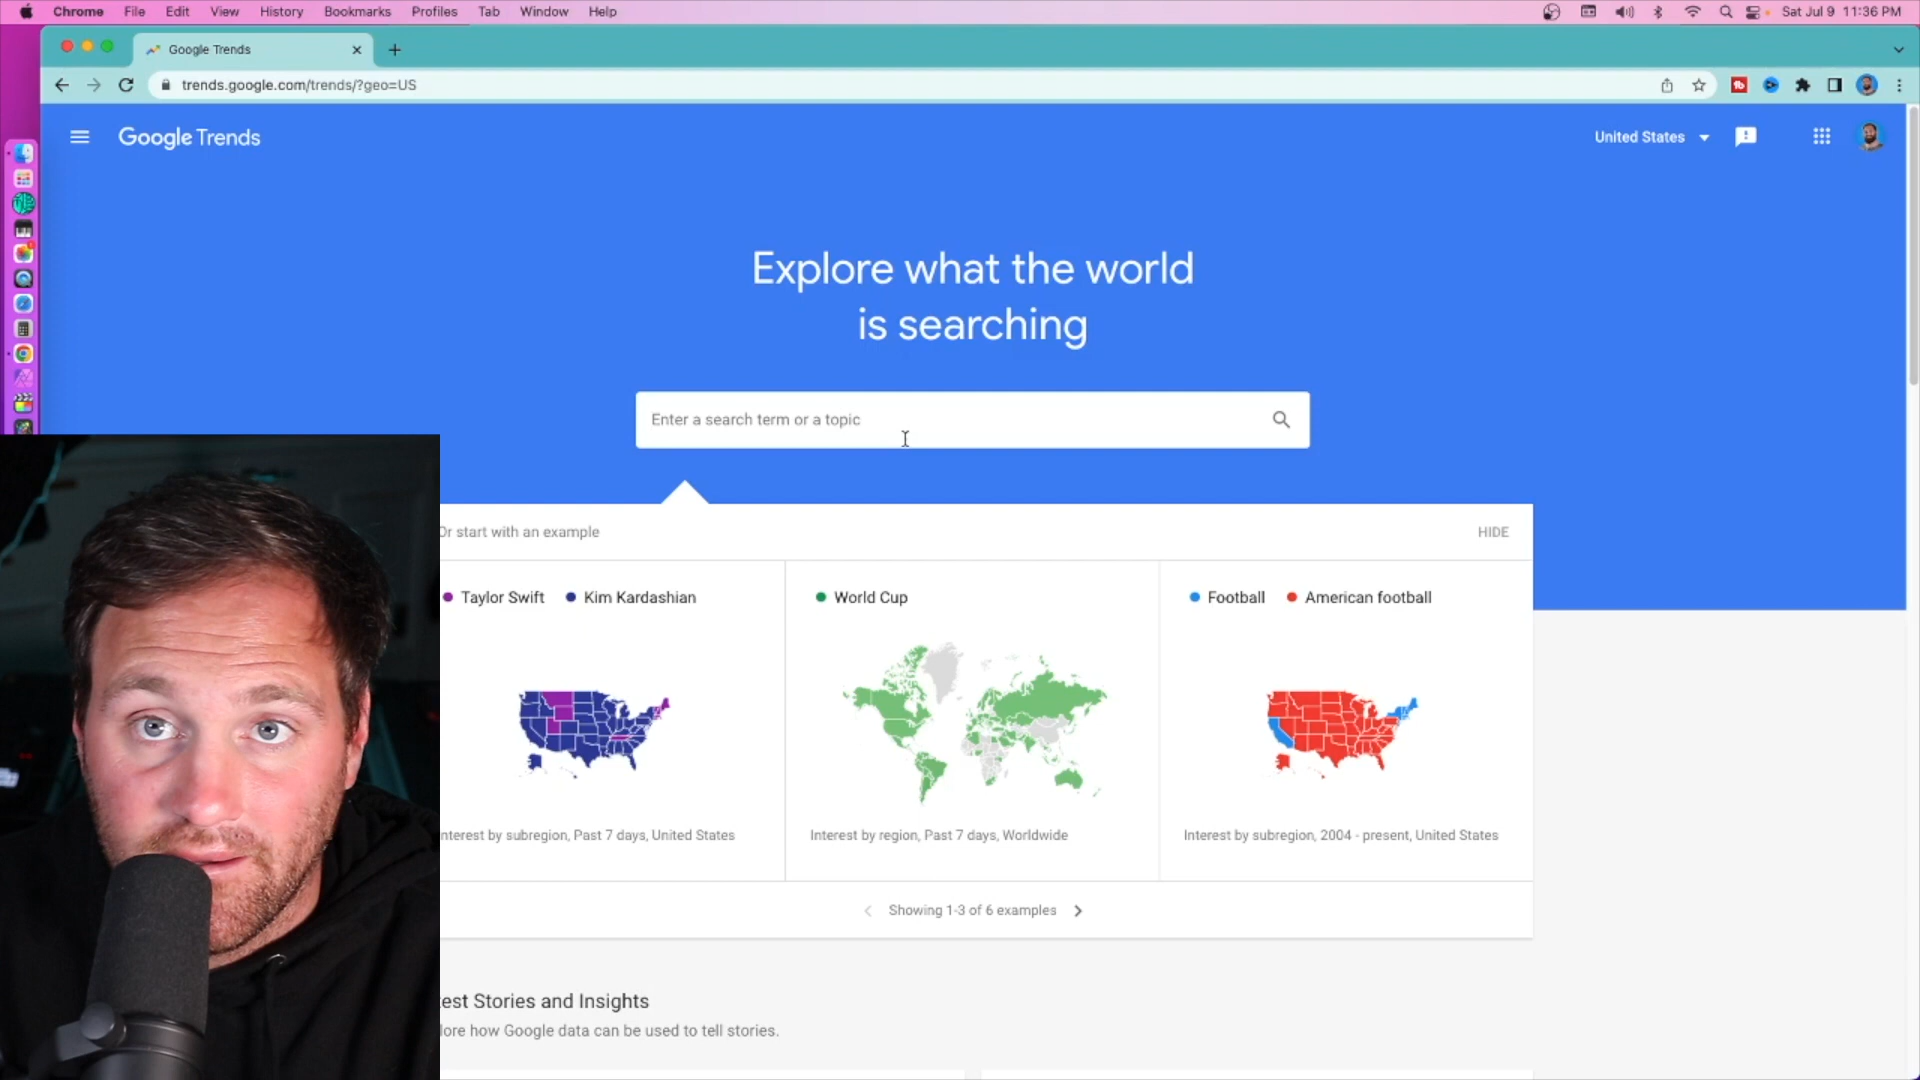 Chrome File Edit View History Bookmarks Profiles Tab Window Help Sat Jul 9 11:36 PM
Google Trends
trends.google.com/trends/?geo=US
Google Trends
United States
Explore what the world
is searching
Enter a search term or a topic
Or start with an example
HIDE
Taylor Swift Kim Kardashian
World Cup
Football American football
nterest by subregion, Past 7 days, United States
Interest by region, Past 7 days, Worldwide
Interest by subregion, 2004 - present, United States
Showing 1-3 of 6 examples
est Stories and Insights
lore how Google data can be used to tell stories.